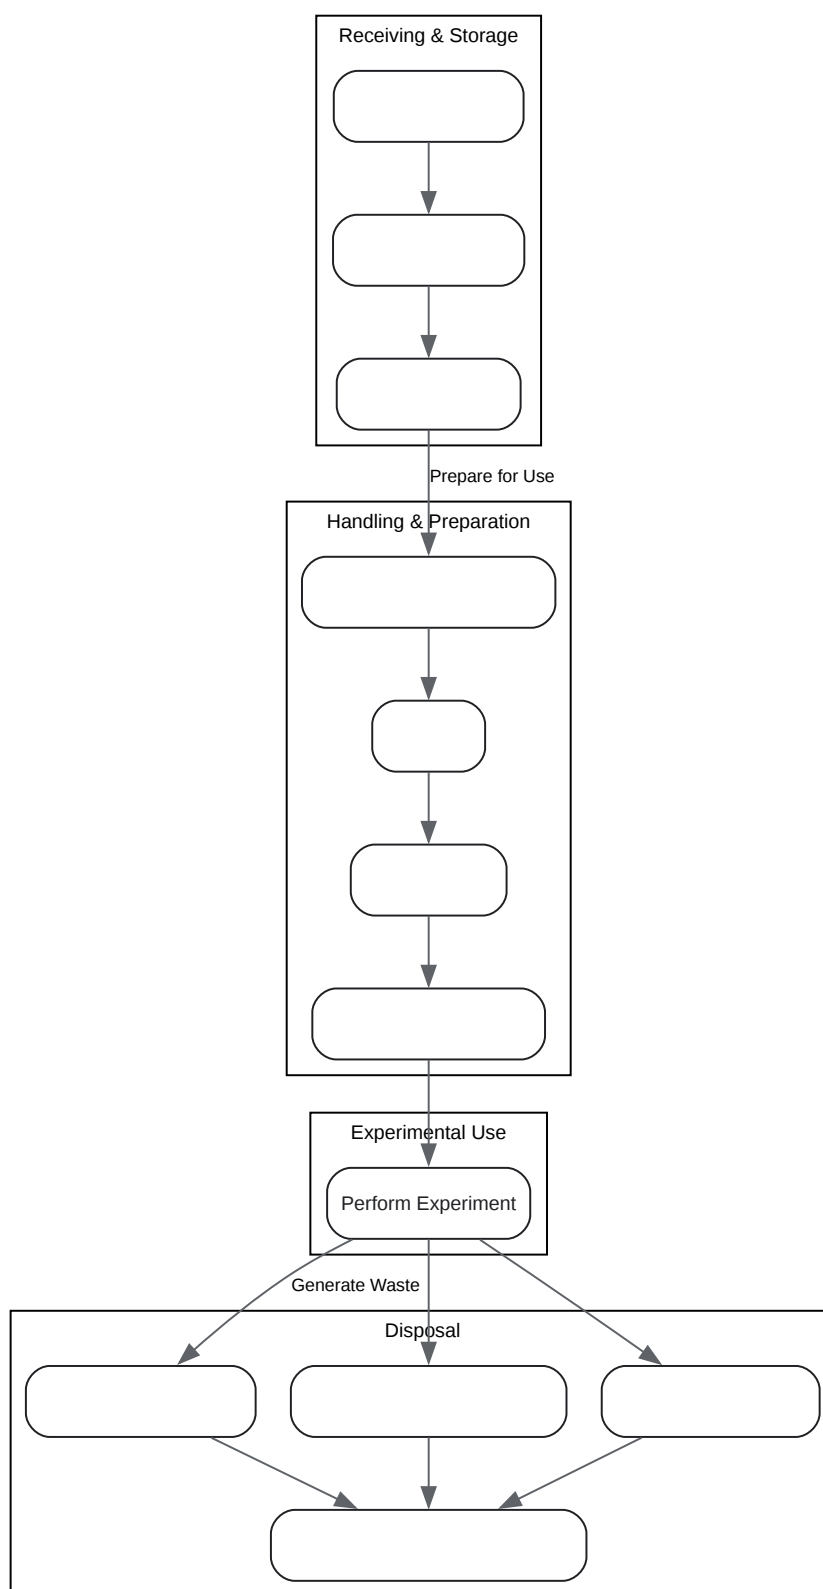 Receiving & Storage
Prepare for Use
Handling & Preparation
Experimental Use
Perform Experiment
Generate Waste
Disposal